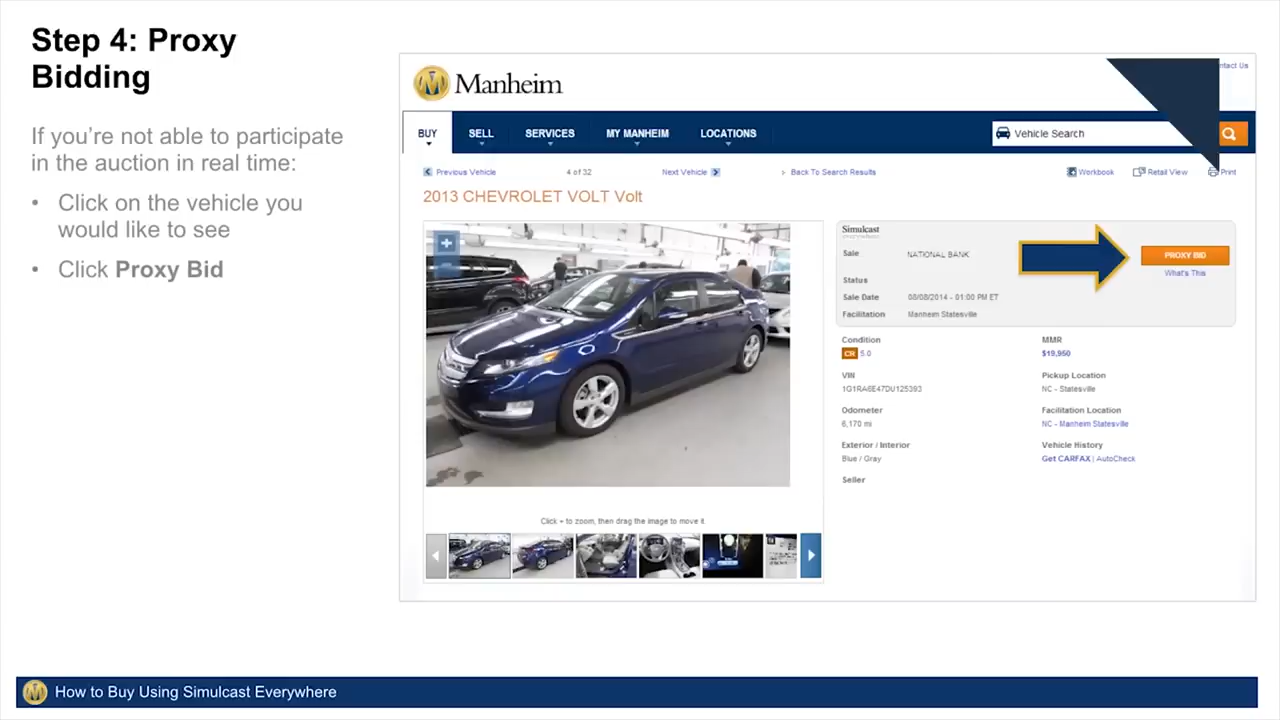 Step 4: Proxy
Bidding
If you're not able to participate
in the auction in real time:
• Click on the vehicle you
would like to see
• Click Proxy Bid
Manheim
ntact Us
BUY SELL SERVICES MY MANHEIM LOCATIONS
Vehicle Search
Previous Vehicle 4 of 32 Next Vehicle Back To Search Results Workbook Retail View Print
2013 CHEVROLET VOLT Volt
Simulcast
EVERYWHERE
Sale NATIONAL BANK
PROXY BID
What's This
Status
Sale Date 08/08/2014 - 01:00 PM ET
Facilitation Manheim Statesville
Condition MMR
CR 5.0 $19,950
VIN Pickup Location
1G1RA6E47DU125393 NC - Statesville
Odometer Facilitation Location
6,170 mi NC - Manheim Statesville
Exterior / Interior Vehicle History
Blue / Gray Get CARFAX | AutoCheck
Seller
Click + to zoom, then drag the image to move it.
How to Buy Using Simulcast Everywhere